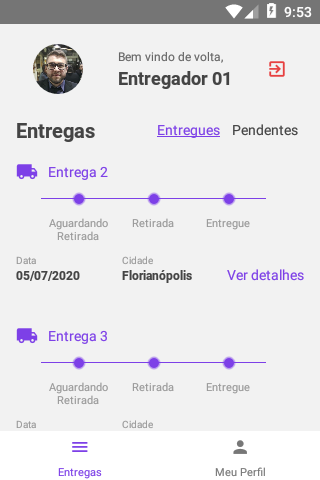 9:53
Bem vindo de volta,
Entregador 01
Entregas Entregues Pendentes
Entrega 2
Aguardando Retirada Retirada Entregue
Data Cidade
05/07/2020 Florianópolis Ver detalhes
Entrega 3
Aguardando Retirada Retirada Entregue
Data Cidade
Entregas Meu Perfil